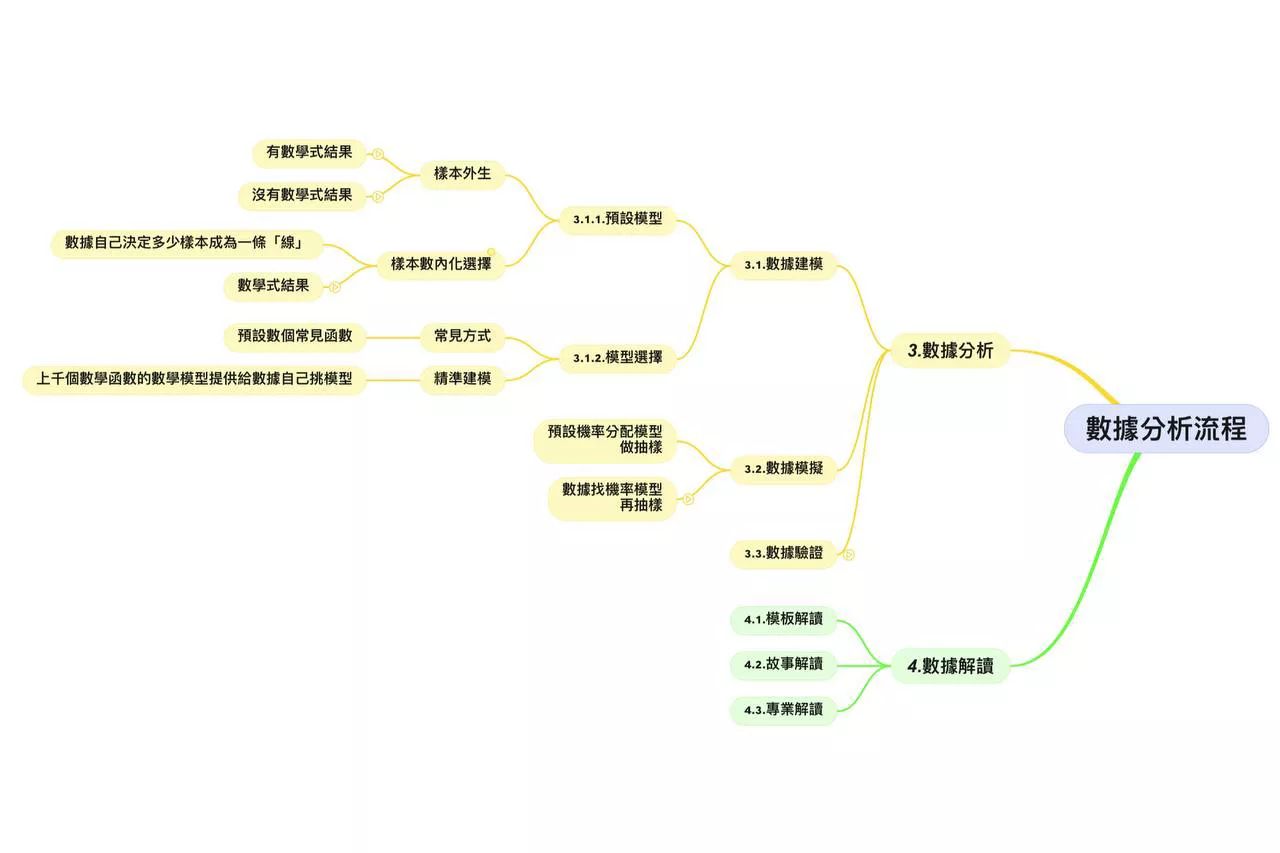 數據分析流程
3.數據分析
3.1.數據建模
3.1.1.預設模型
樣本外生
有數學式結果
沒有數學式結果
樣本數內化選擇
數據自己決定多少樣本成為一條「線」
數學式結果
3.1.2.模型選擇
常見方式
預設數個常見函數
精準建模
上千個數學函數的數學模型提供給數據自己挑模型
3.2.數據模擬
預設機率分配模型
做抽樣
數據找機率模型
再抽樣
3.3.數據驗證
4.數據解讀
4.1.模板解讀
4.2.故事解讀
4.3.專業解讀